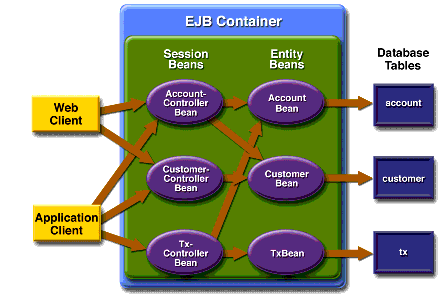 EJB Container
Session
Beans
Entity
Beans
Database
Tables
Web
Client
Application
Client
Account-
Controller
Bean
Account
Bean
account
Customer-
Controller
Bean
Customer
Bean
customer
Tx-
Controller
Bean
TxBean
tx